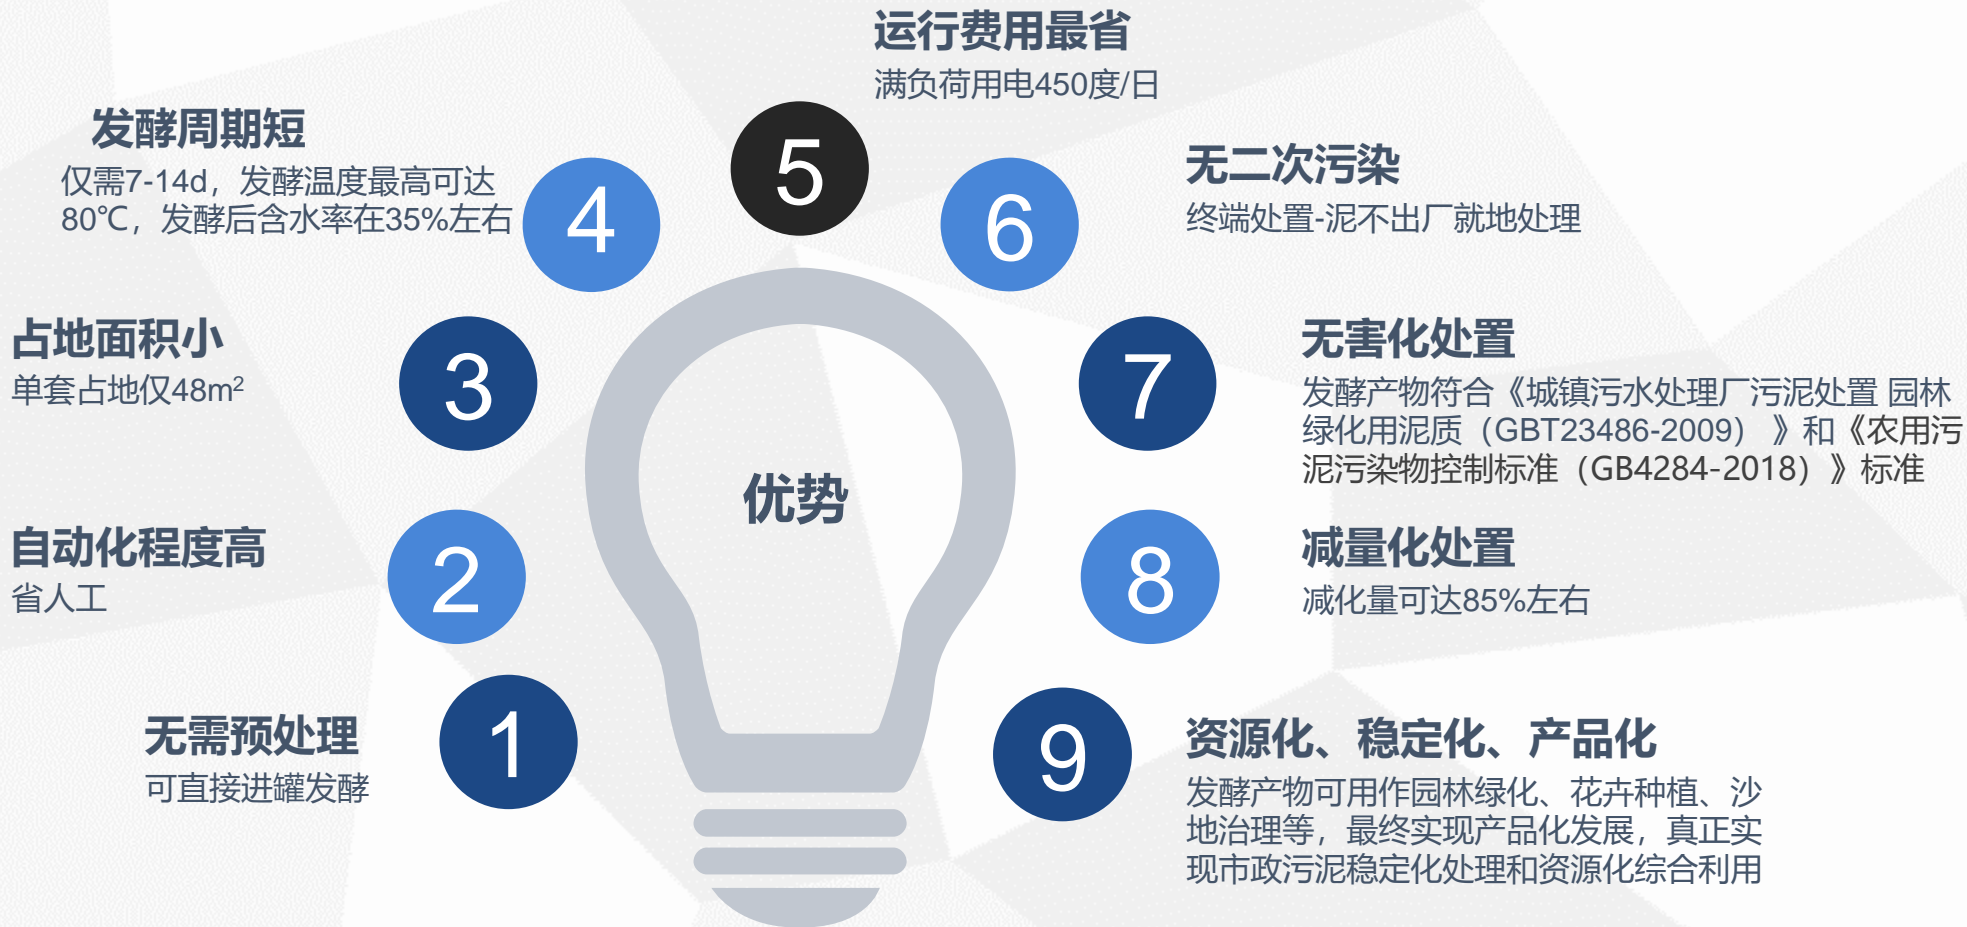 运行费用最省
满负荷用电450度/日
5
发酵周期短
仅需7-14d，发酵温度最高可达
80℃，发酵后含水率在35%左右
4
6
无二次污染
终端处置-泥不出厂就地处理
占地面积小
单套占地仅48m²
3
7
无害化处置
发酵产物符合《城镇污水处理厂污泥处置 园林
绿化用泥质（GBT23486-2009） 》和《农用污
泥污染物控制标准（GB4284-2018）》标准
优势
自动化程度高
省人工
2
8
减量化处置
减化量可达85%左右
无需预处理
可直接进罐发酵
1
9
资源化、稳定化、产品化
发酵产物可用作园林绿化、花卉种植、沙
地治理等，最终实现产品化发展，真正实
现市政污泥稳定化处理和资源化综合利用